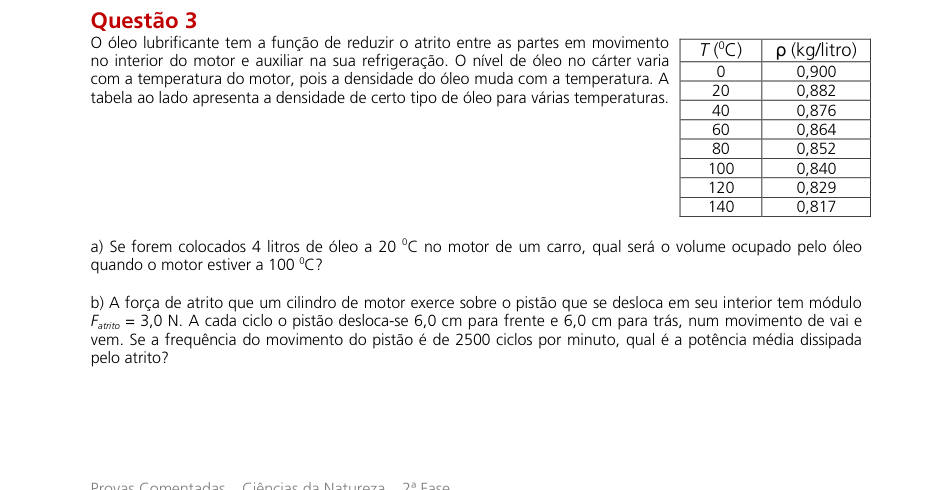 Questão 3
O óleo lubrificante tem a função de reduzir o atrito entre as partes em movimento
no interior do motor e auxiliar na sua refrigeração. O nível de óleo no cárter varia
com a temperatura do motor, pois a densidade do óleo muda com a temperatura. A
tabela ao lado apresenta a densidade de certo tipo de óleo para várias temperaturas.
T (⁰C) ρ (kg/litro)
0 0,900
20 0,882
40 0,876
60 0,864
80 0,852
100 0,840
120 0,829
140 0,817
a) Se forem colocados 4 litros de óleo a 20 ⁰C no motor de um carro, qual será o volume ocupado pelo óleo
quando o motor estiver a 100 ⁰C?
b) A força de atrito que um cilindro de motor exerce sobre o pistão que se desloca em seu interior tem módulo
Fatrito = 3,0 N. A cada ciclo o pistão desloca-se 6,0 cm para frente e 6,0 cm para trás, num movimento de vai e
vem. Se a frequência do movimento do pistão é de 2500 ciclos por minuto, qual é a potência média dissipada
pelo atrito?
Provas Comentadas Ciências da Natureza 2ª Fase